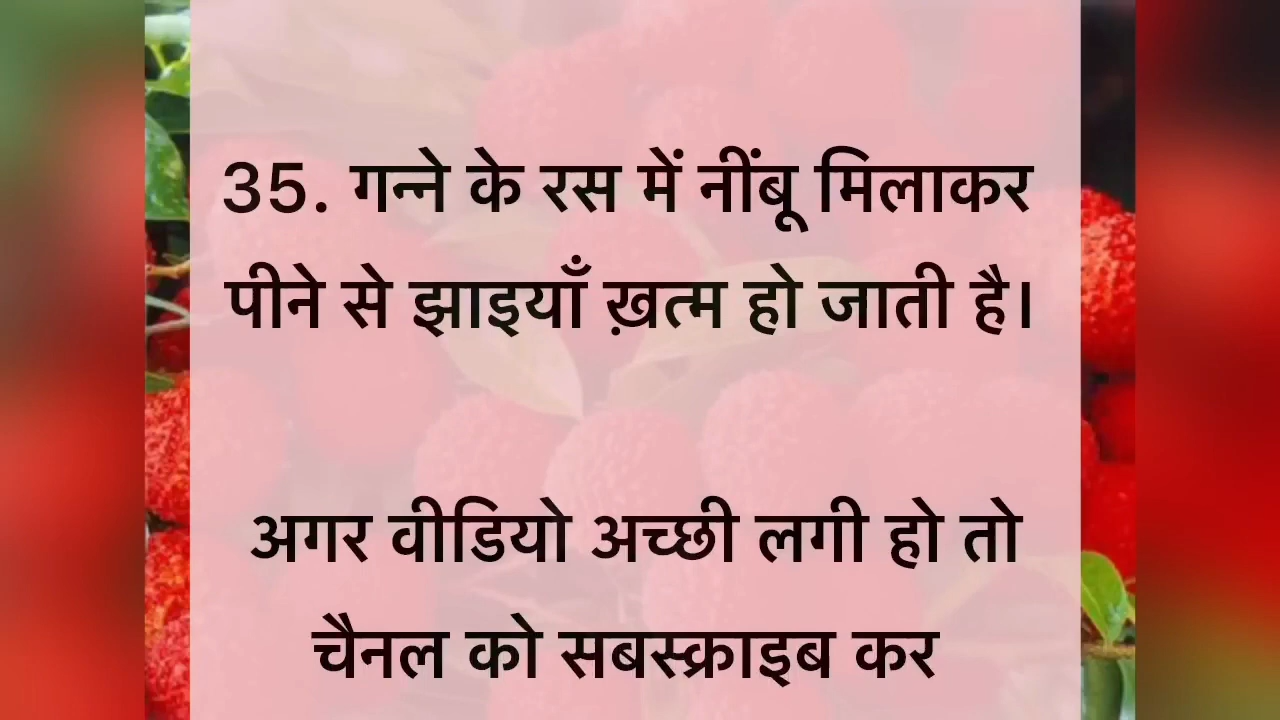 35. गन्ने के रस में नींबू मिलाकर
पीने से झाइयाँ ख़त्म हो जाती है।
अगर वीडियो अच्छी लगी हो तो
चैनल को सबस्क्राइब कर